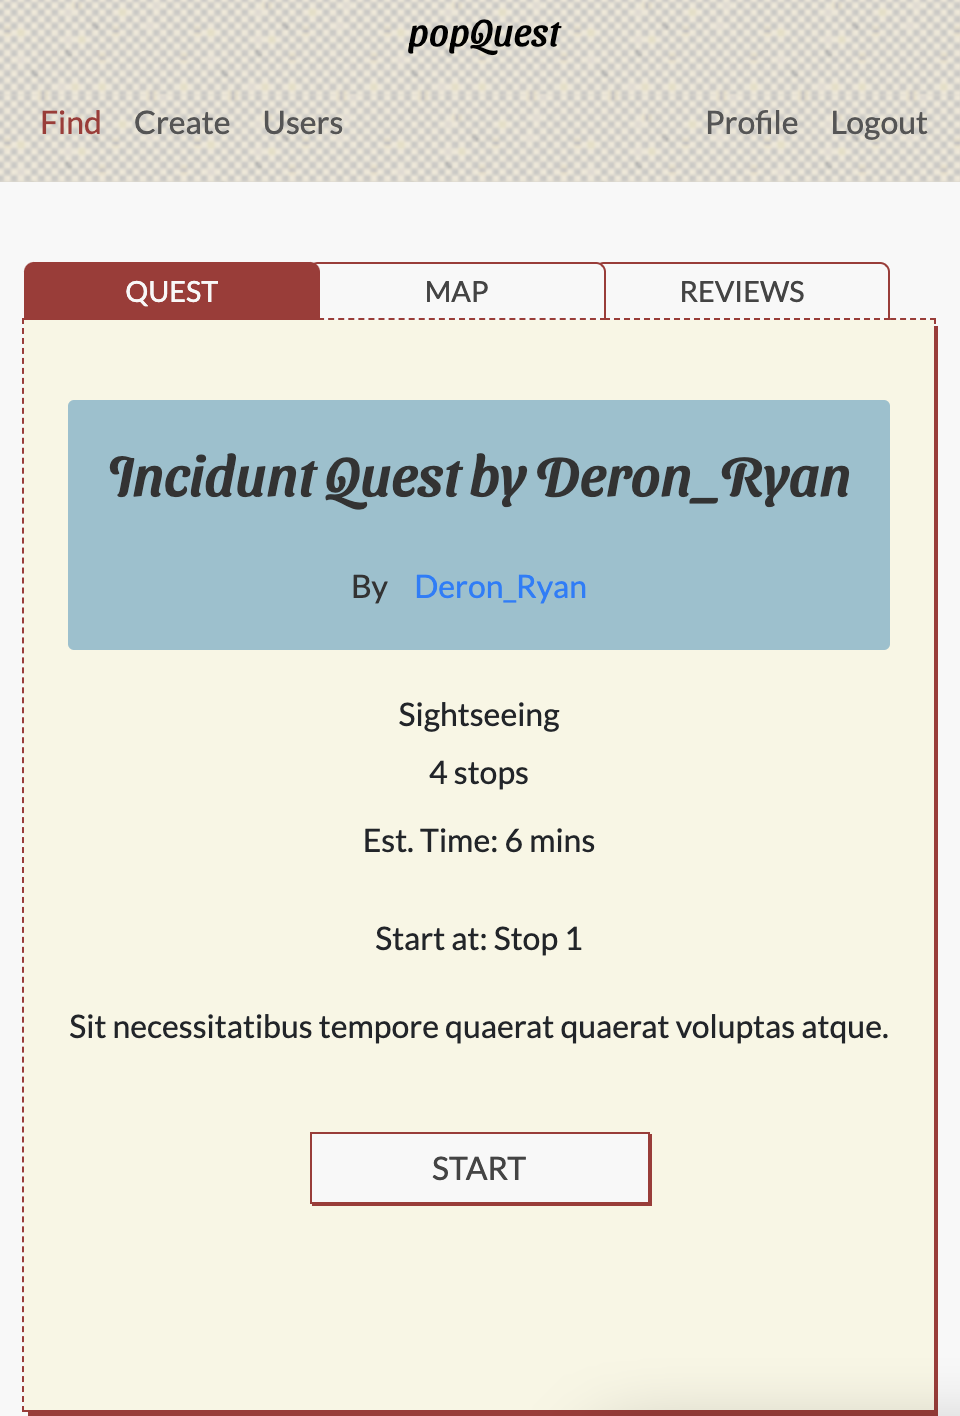 popQuest
Find Create Users Profile Logout
QUEST MAP REVIEWS
Incidunt Quest by Deron_Ryan
By Deron_Ryan
Sightseeing
4 stops
Est. Time: 6 mins
Start at: Stop 1
Sit necessitatibus tempore quaerat quaerat voluptas atque.
START